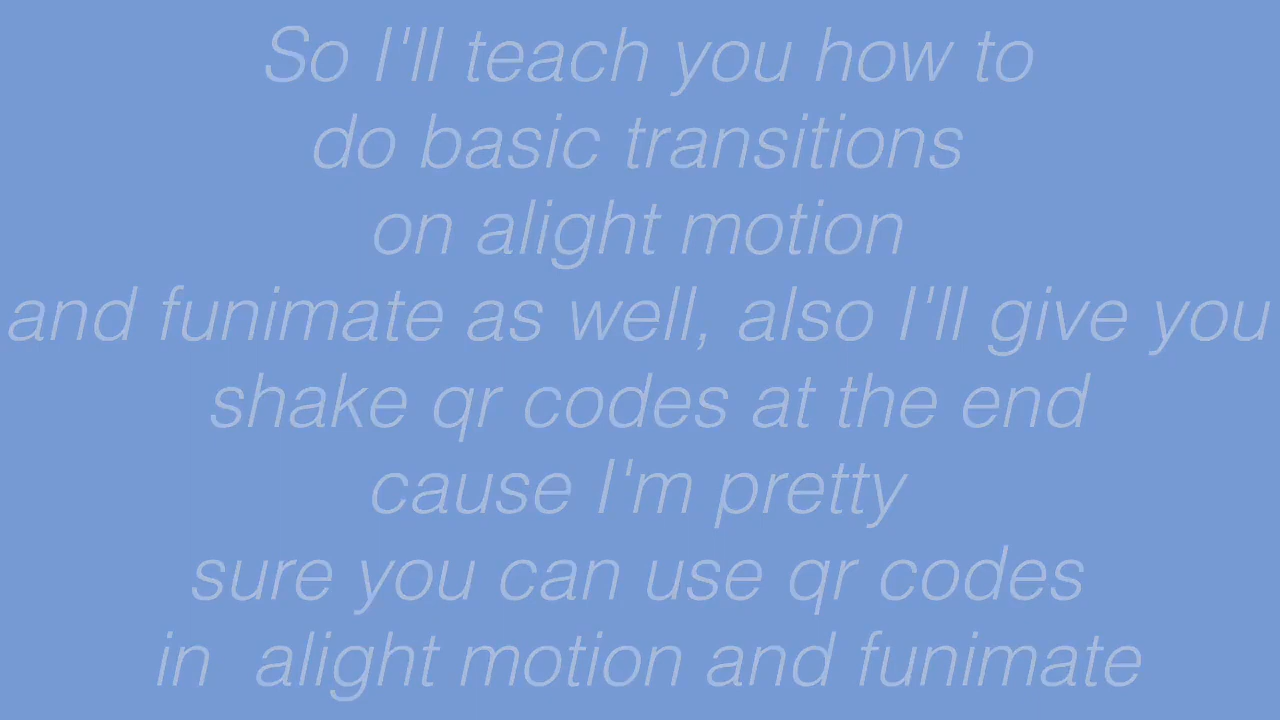 So I'll teach you how to
do basic transitions
on alight motion
and funimate as well, also I'll give you
shake qr codes at the end
cause I'm pretty
sure you can use qr codes
in  alight motion and funimate